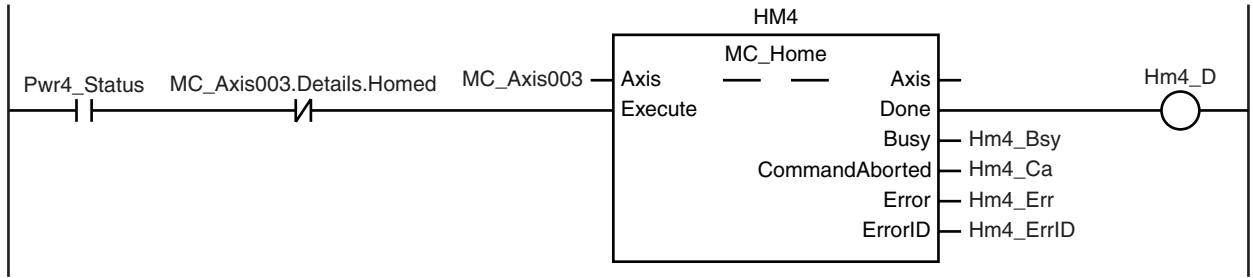 HM4
MC_Home
Pwr4_Status MC_Axis003.Details.Homed MC_Axis003 Axis Axis Hm4_D
Execute Done
Busy Hm4_Bsy
CommandAborted Hm4_Ca
Error Hm4_Err
ErrorID Hm4_ErrID